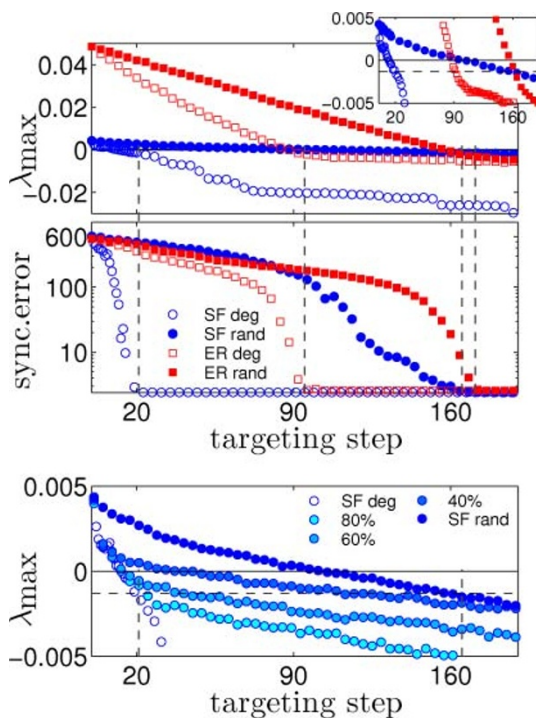 0.005
0
−0.005
20 90 160
0.04
0.02
0
−0.02
λmax
600
100
10
sync.error
SF deg
SF rand
ER deg
ER rand
20 90 160
targeting step
0.005
0
−0.005
λmax
SF deg
80%
60%
40%
SF rand
20 90 160
targeting step